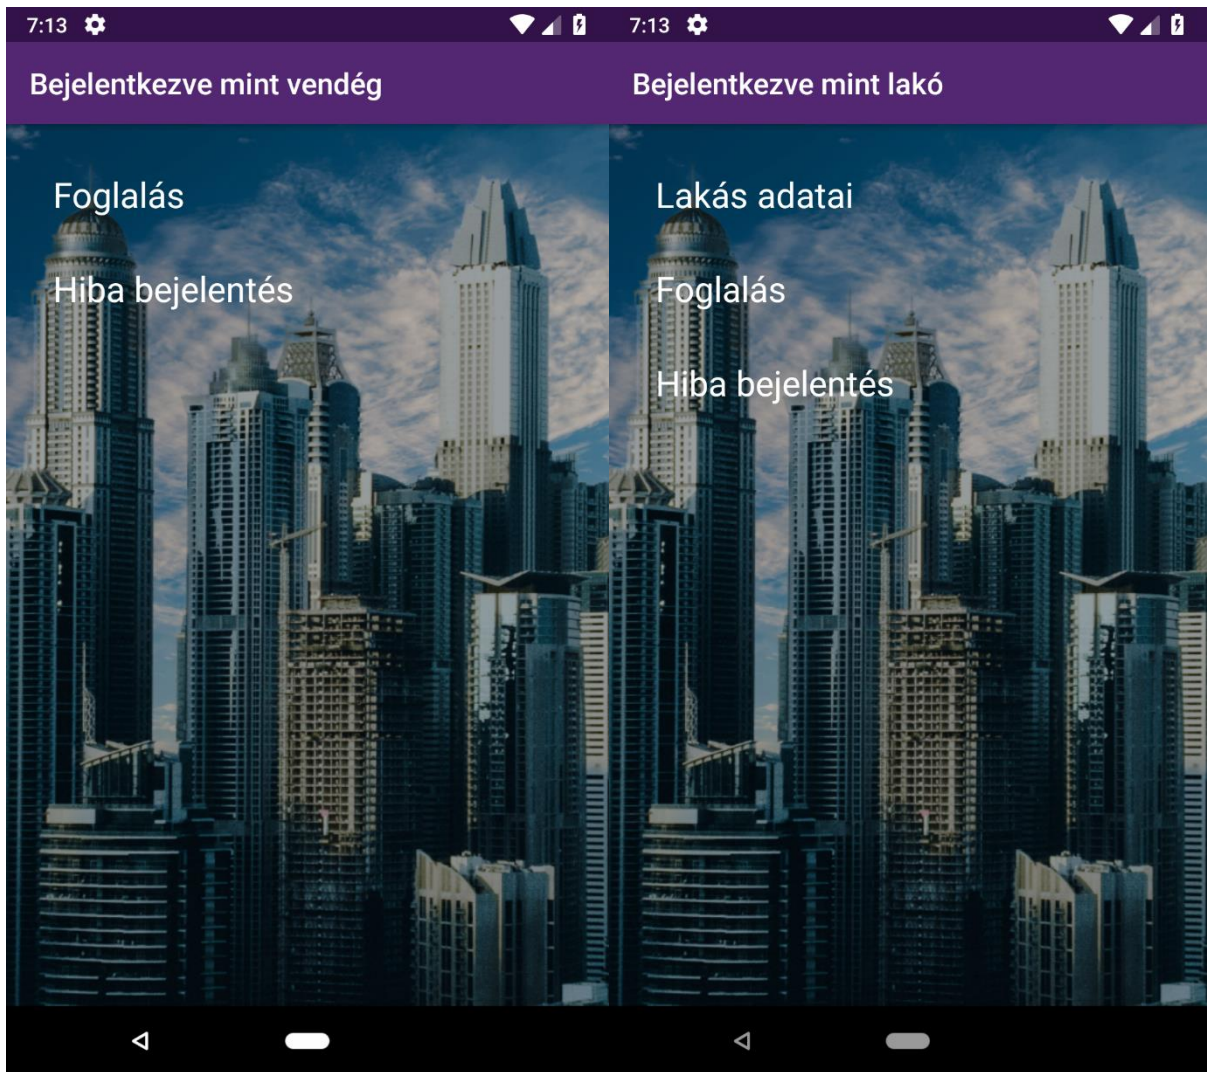 7:13
Bejelentkezve mint vendég
Foglalás
Hiba bejelentés
7:13
Bejelentkezve mint lakó
Lakás adatai
Foglalás
Hiba bejelentés